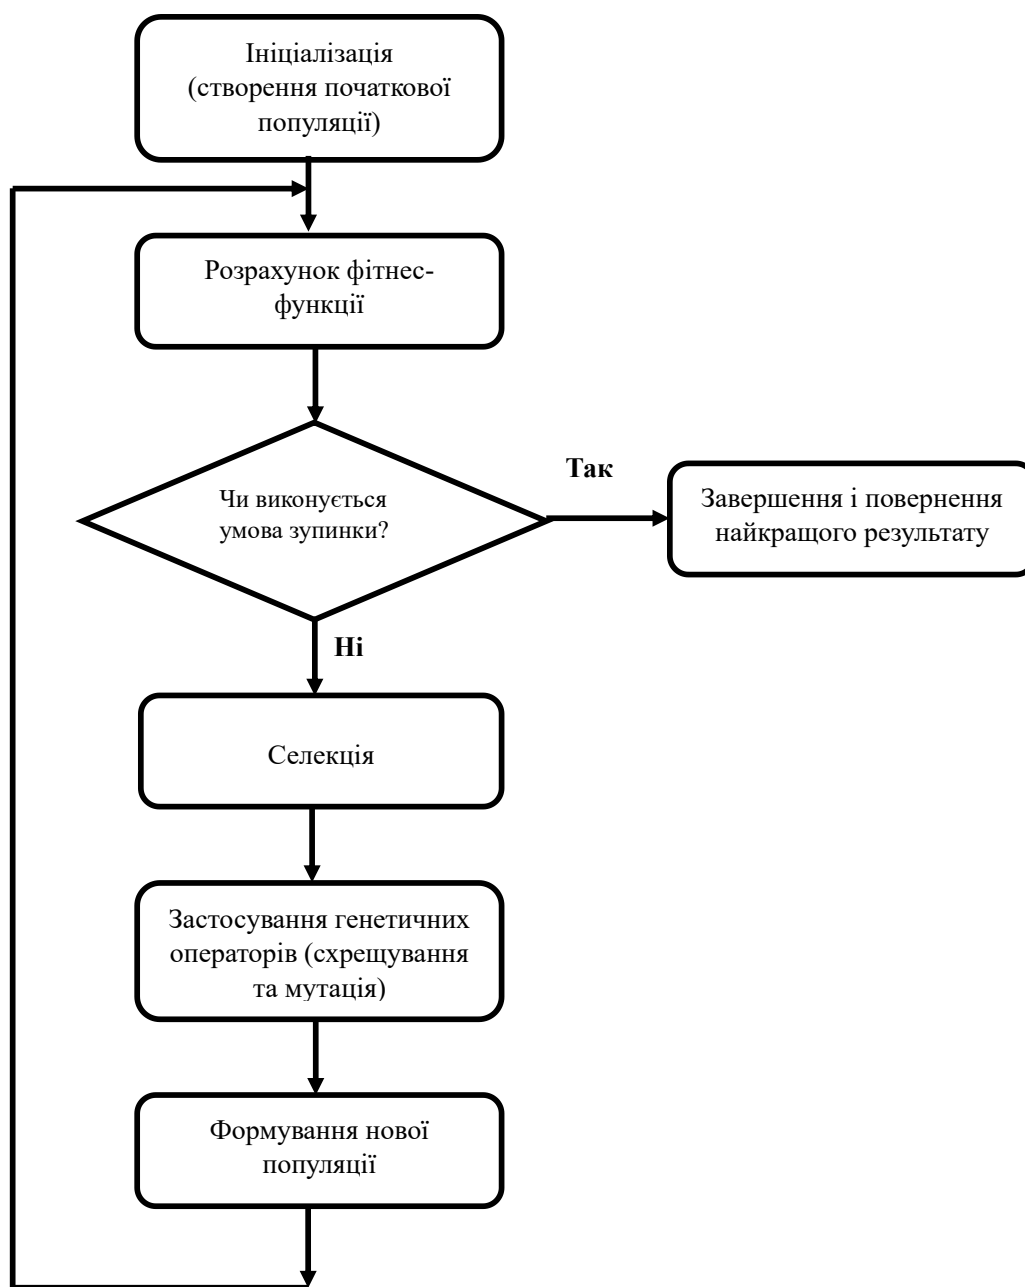 Ініціалізація
(створення початкової
популяції)
Розрахунок фітнес-
функції
Чи виконується
умова зупинки?
Так
Завершення і повернення
найкращого результату
Ні
Селекція
Застосування генетичних
операторів (схрещування
та мутація)
Формування нової
популяції